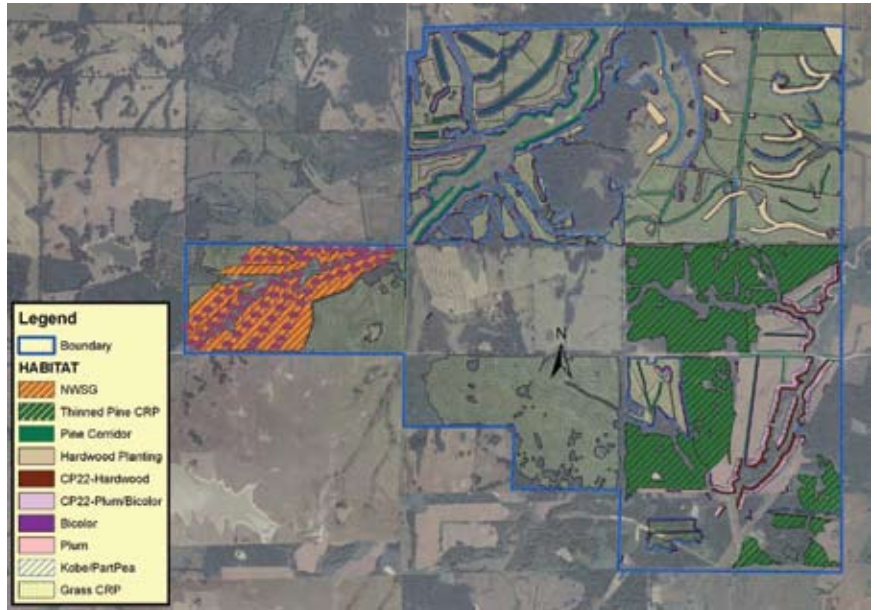 N
Legend
Boundary
HABITAT
NWSG
Thinned Pine CRP
Pine Corridor
Hardwood Planting
CP22-Hardwood
CP22-Plum/Bicolor
Bicolor
Plum
Kobe/PartPea
Grass CRP